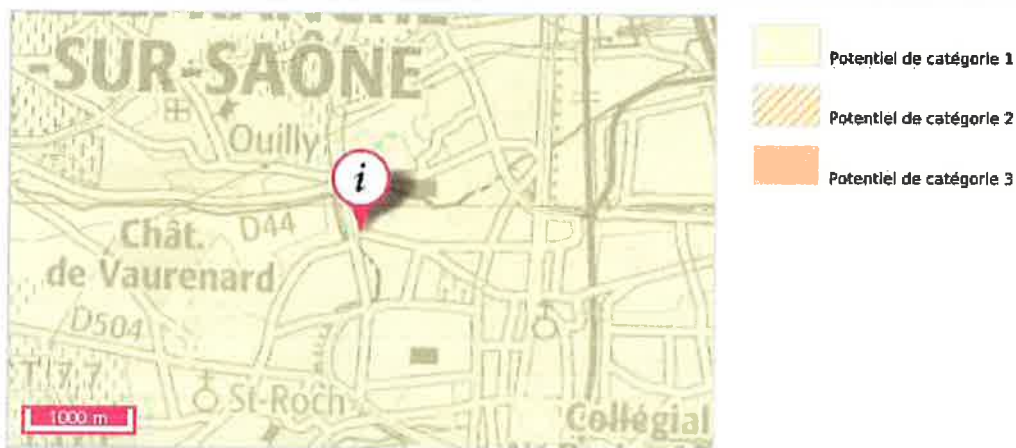 -SUR-SAÔNE
Ouilly
i
D44
Chât.
de Vaurenard
D504
St-Roch
Collégial
1000 m
Potentiel de catégorie 1
Potentiel de catégorie 2
Potentiel de catégorie 3